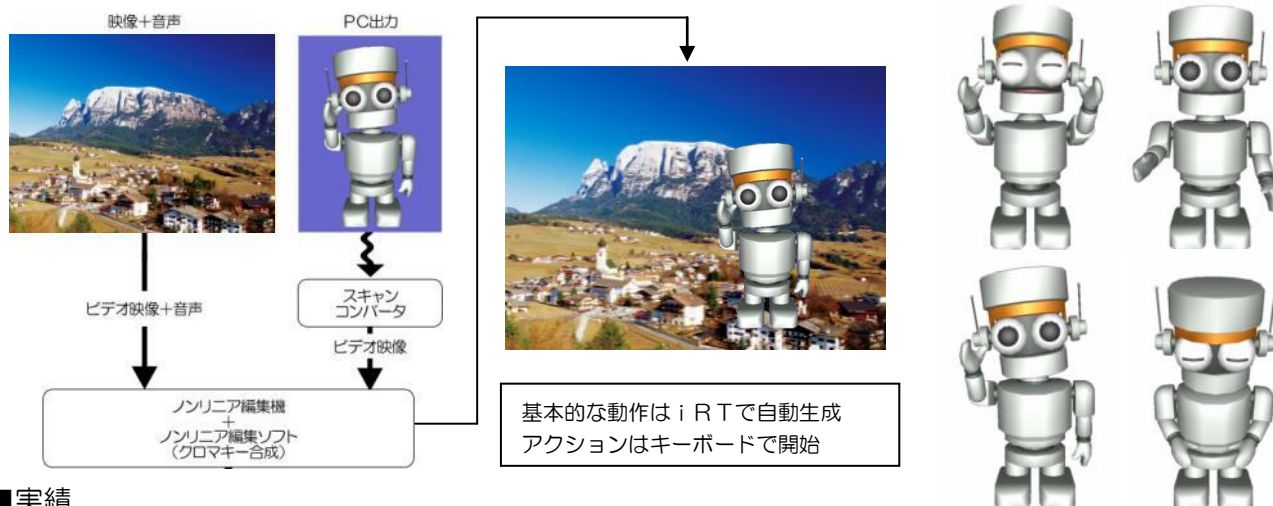 映像+音声
PC出力
ビデオ映像+音声
スキャン
コンバータ
ビデオ映像
ノンリニア編集機
+
ノンリニア編集ソフト
(クロマキー合成)
基本的な動作はiRTで自動生成
アクションはキーボードで開始
■実績